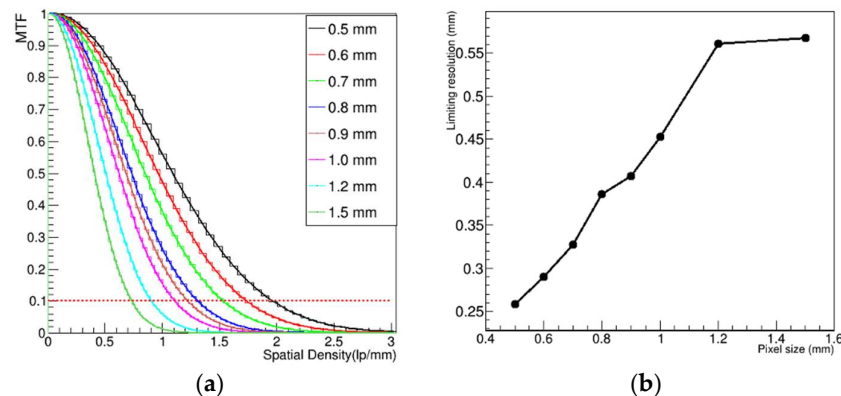 MTF
1
0.9
0.8
0.7
0.6
0.5
0.4
0.3
0.2
0.1
0
0 0.5 1 1.5 2 2.5 3
Spatial Density(lp/mm)
0.5 mm
0.6 mm
0.7 mm
0.8 mm
0.9 mm
1.0 mm
1.2 mm
1.5 mm
(a)
Limiting resolution (mm)
0.55
0.5
0.45
0.4
0.35
0.3
0.25
0.4 0.6 0.8 1 1.2 1.4 1.6
Pixel size (mm)
(b)